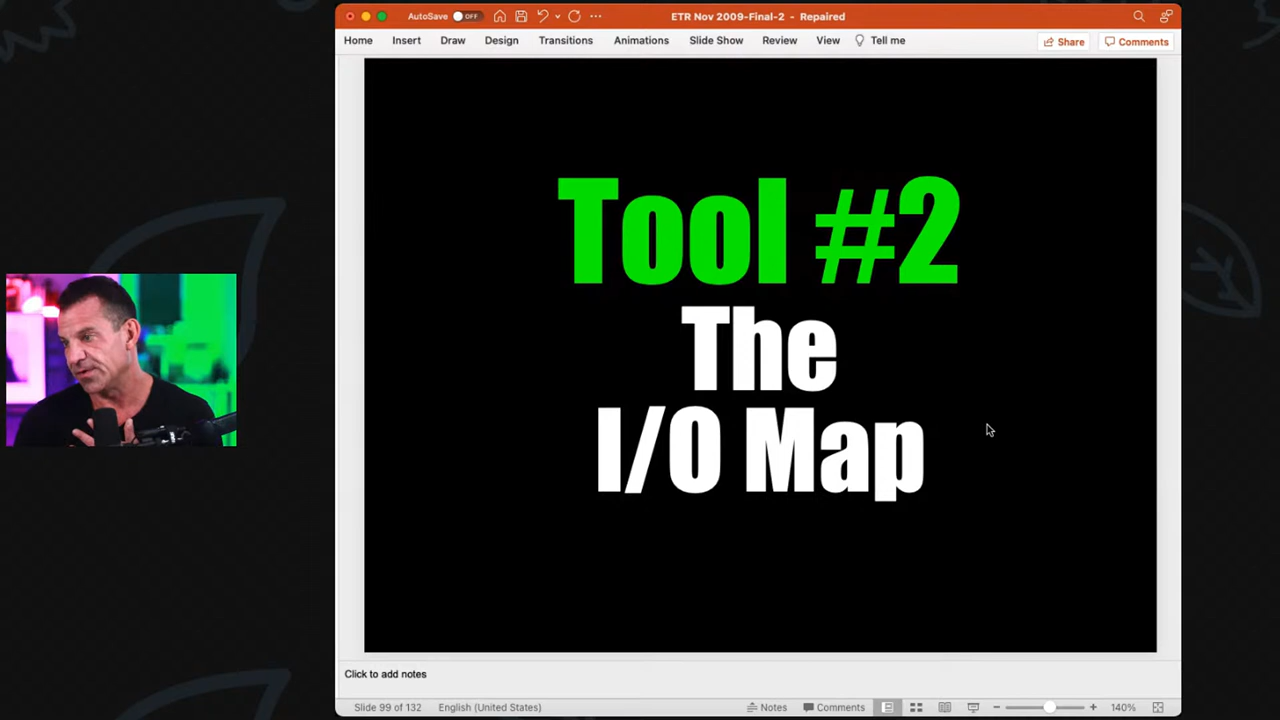 AutoSave OFF
ETR Nov 2009-Final-2 - Repaired
Home Insert Draw Design Transitions Animations Slide Show Review View Tell me Share Comments
Tool #2
The
I/O Map
Click to add notes
Slide 99 of 132 English (United States) Notes Comments 140%